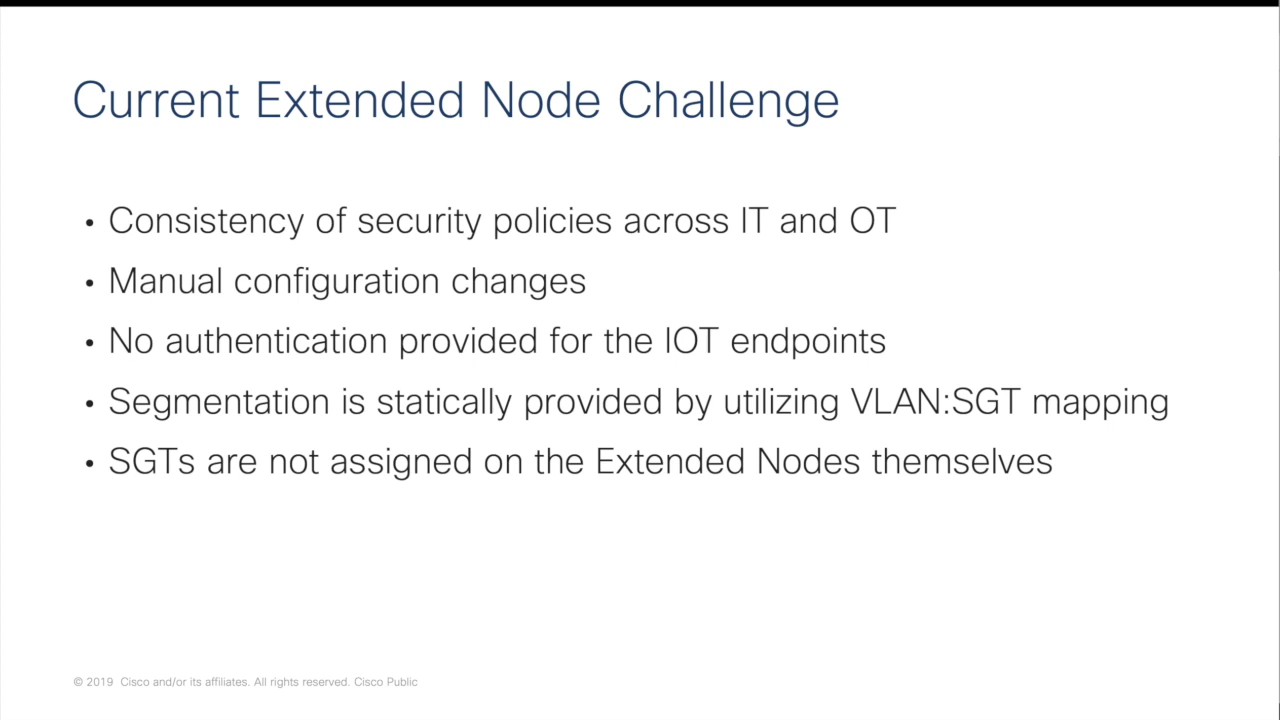 Current Extended Node Challenge
• Consistency of security policies across IT and OT
• Manual configuration changes
• No authentication provided for the IOT endpoints
• Segmentation is statically provided by utilizing VLAN:SGT mapping
• SGTs are not assigned on the Extended Nodes themselves
© 2019 Cisco and/or its affiliates. All rights reserved. Cisco Public